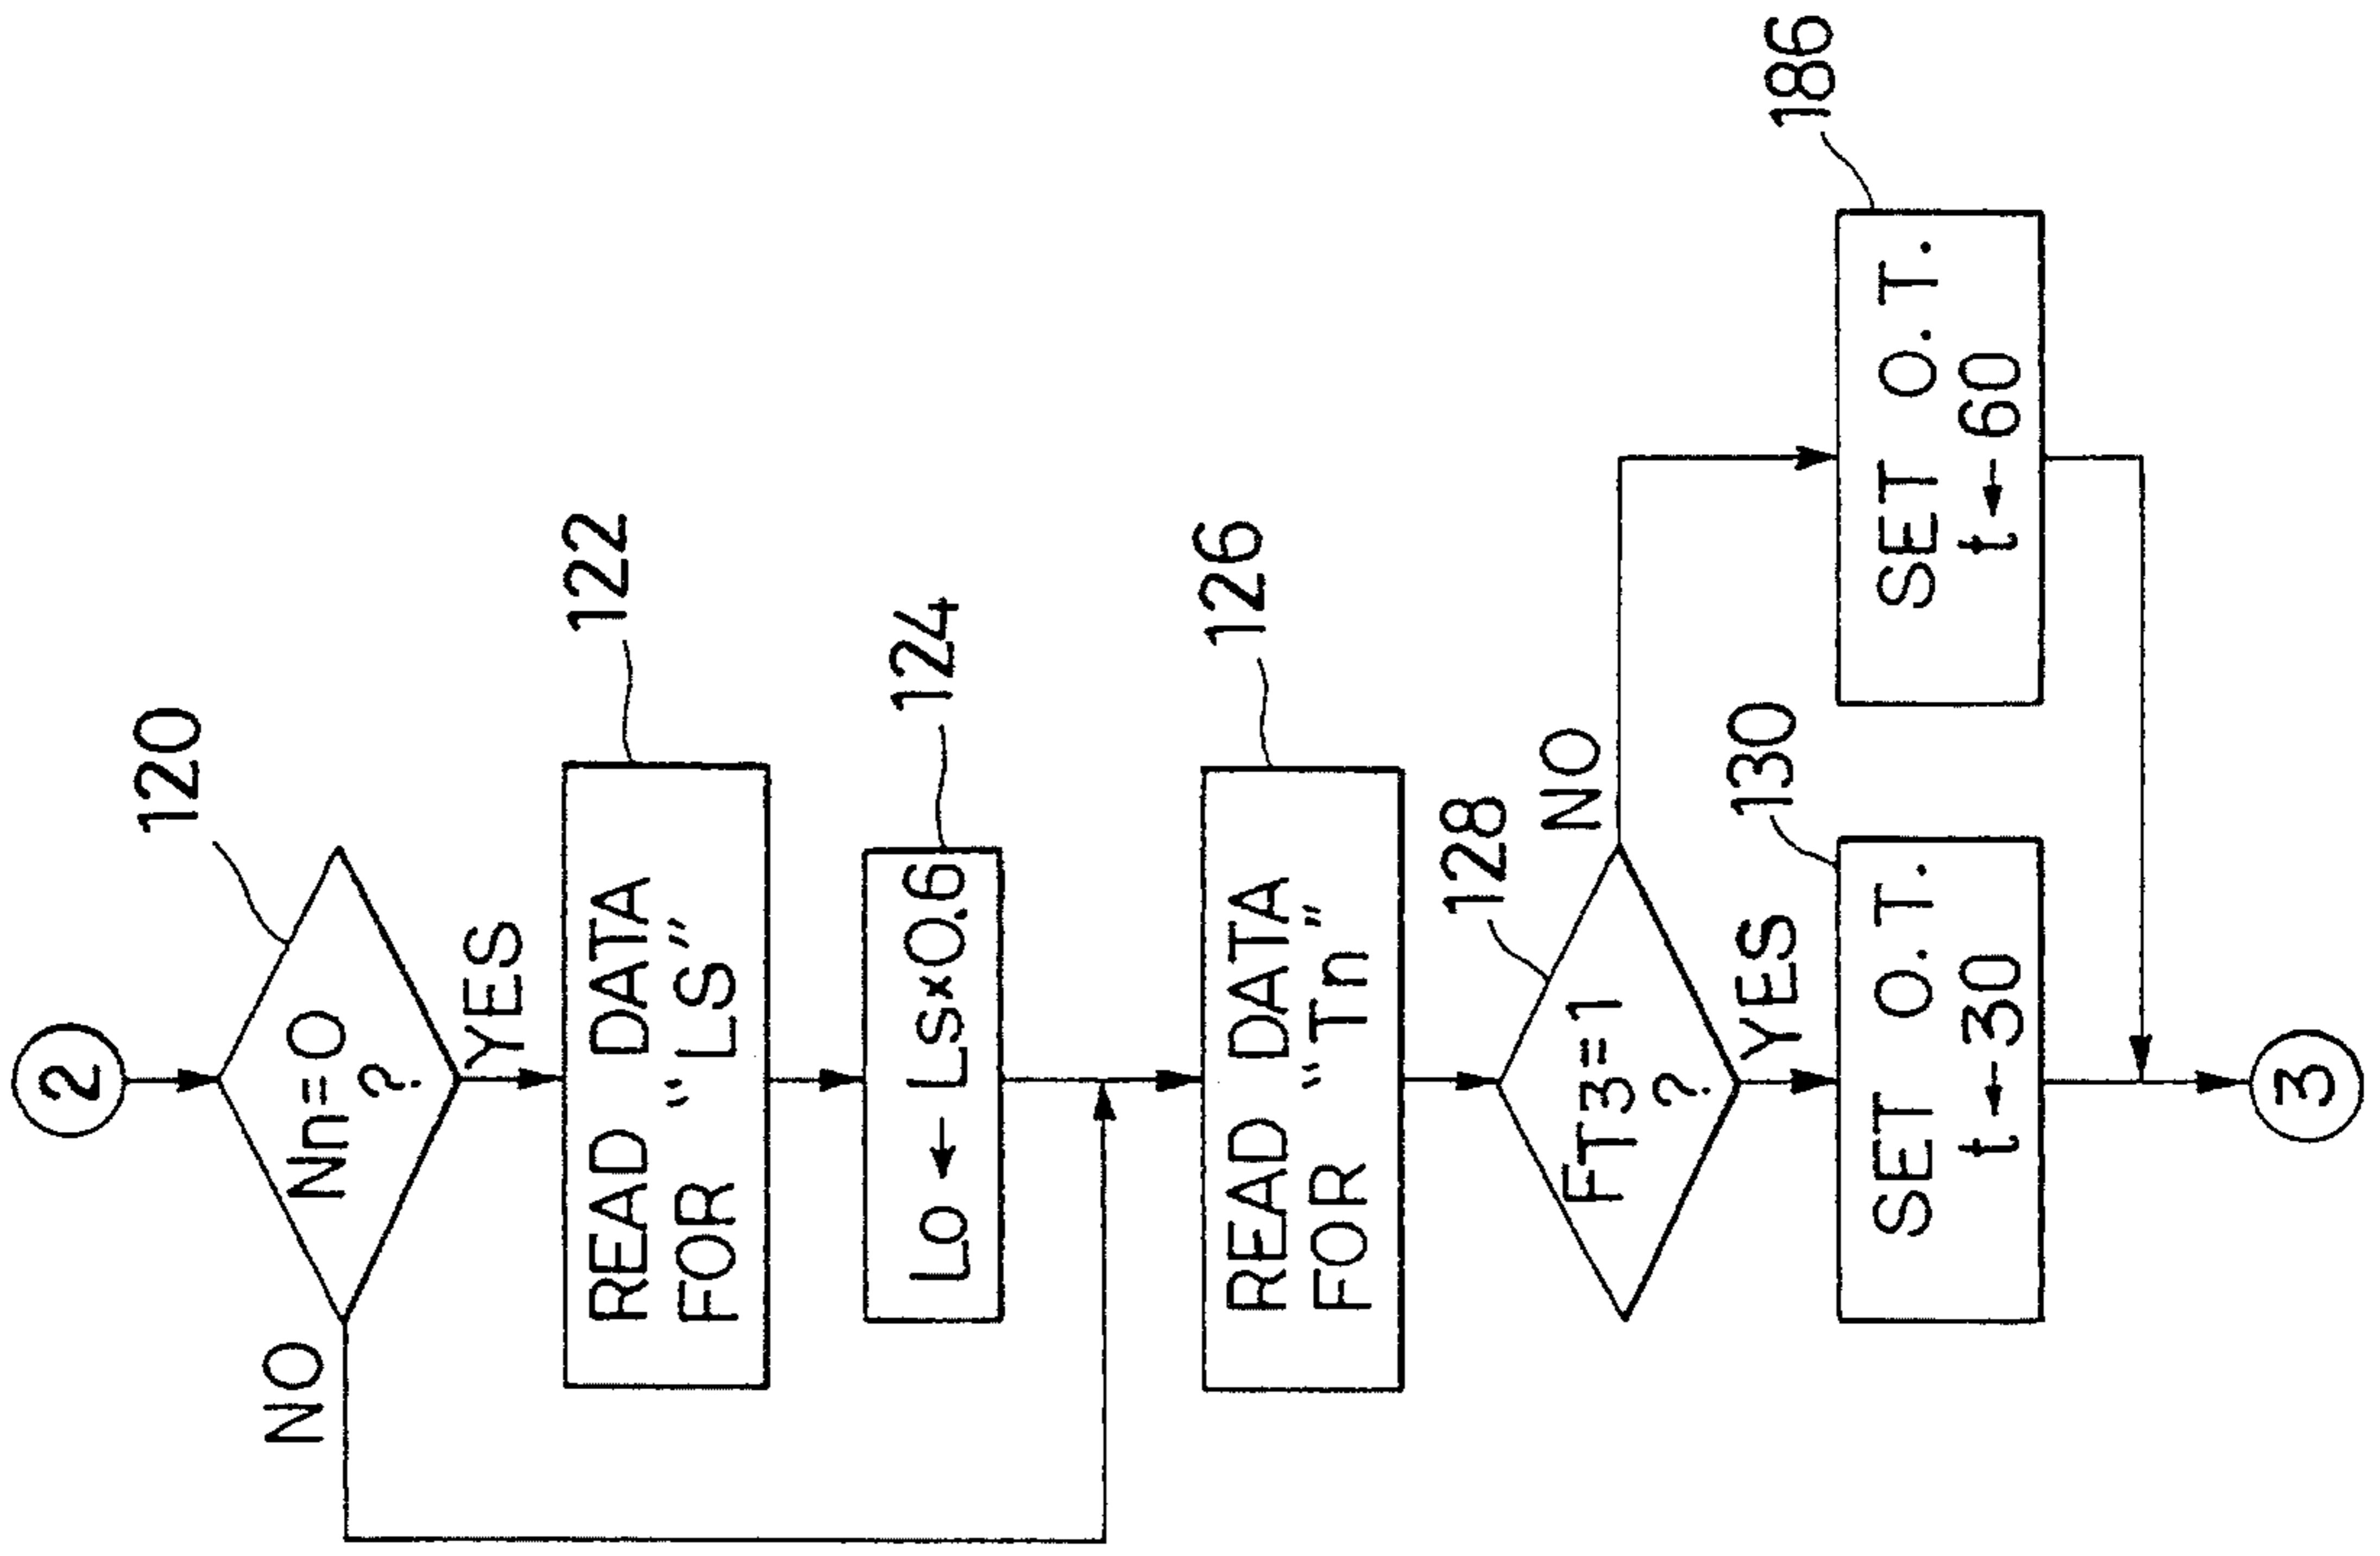 2
120
Nn=0
?
NO
YES
122
READ DATA
FOR "LS"
124
Lo ← Ls×0.6
126
READ DATA
FOR "Tn"
128
FT3=1
?
NO
YES
130
SET O.T.
t ← 30
186
SET O.T.
t ← 60
3